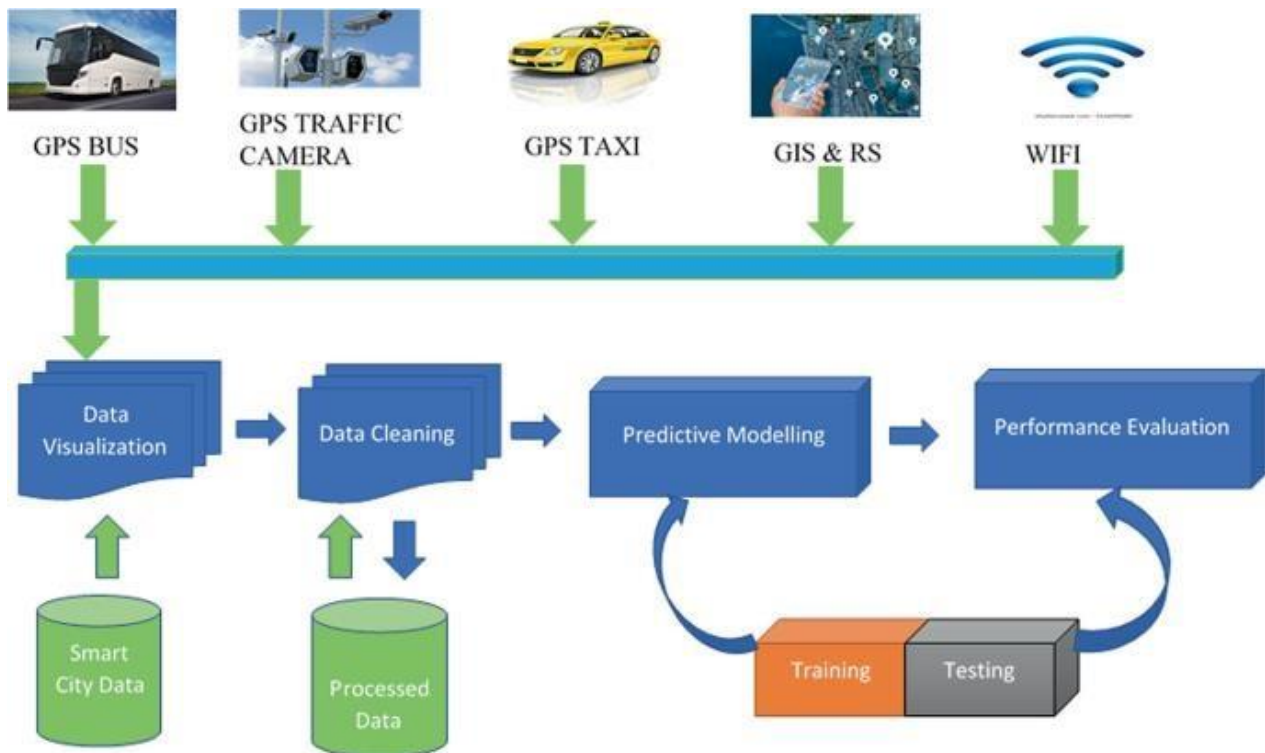 GPS BUS
GPS TRAFFIC
CAMERA
GPS TAXI
GIS & RS
WIFI
Data
Visualization
Data Cleaning
Predictive Modelling
Performance Evaluation
Smart
City Data
Processed
Data
Training
Testing